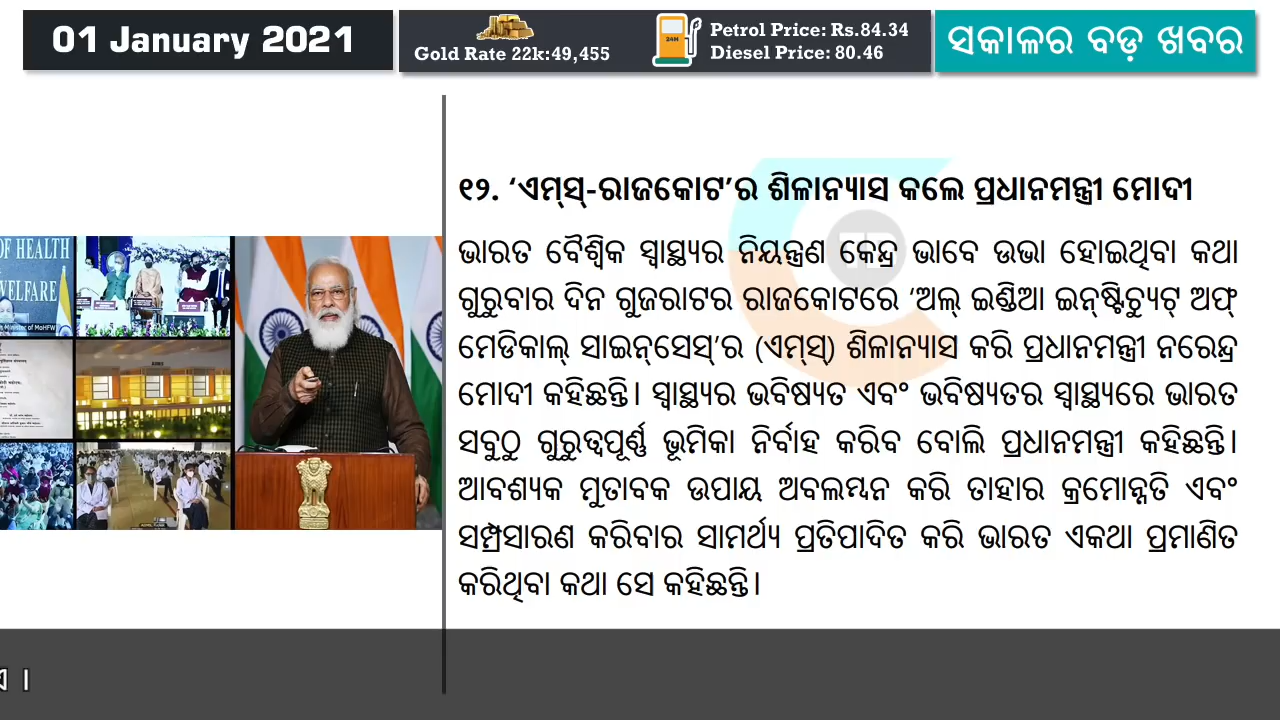 01 January 2021
Gold Rate 22k:49,455
Petrol Price: Rs.84.34
Diesel Price: 80.46
24H
ସକାଳର ବଡ଼ ଖବର
୧୨. ‘ଏମ୍‌ସ୍‌-ରାଜକୋଟ’ର ଶିଳାନ୍ୟାସ କଲେ ପ୍ରଧାନମନ୍ତ୍ରୀ ମୋଦୀ
ଭାରତ ବୈଶ୍ୱିକ ସ୍ୱାସ୍ଥ୍ୟର ନିୟନ୍ତ୍ରଣ କେନ୍ଦ୍ର ଭାବେ ଉଭା ହୋଇଥିବା କଥା
ଗୁରୁବାର ଦିନ ଗୁଜରାଟର ରାଜକୋଟରେ ‘ଅଲ୍ ଇଣ୍ଡିଆ ଇନ୍‌ଷ୍ଟିଚ୍ୟୁଟ୍ ଅଫ୍
ମେଡିକାଲ୍ ସାଇନ୍‌ସେସ୍’ର (ଏମ୍‌ସ୍) ଶିଳାନ୍ୟାସ କରି ପ୍ରଧାନମନ୍ତ୍ରୀ ନରେନ୍ଦ୍ର
ମୋଦୀ କହିଛନ୍ତି। ସ୍ୱାସ୍ଥ୍ୟର ଭବିଷ୍ୟତ ଏବଂ ଭବିଷ୍ୟତର ସ୍ୱାସ୍ଥ୍ୟରେ ଭାରତ
ସବୁଠୁ ଗୁରୁତ୍ୱପୂର୍ଣ୍ଣ ଭୂମିକା ନିର୍ବାହ କରିବ ବୋଲି ପ୍ରଧାନମନ୍ତ୍ରୀ କହିଛନ୍ତି।
ଆବଶ୍ୟକ ମୁତାବକ ଉପାୟ ଅବଲମ୍ବନ କରି ତାହାର କ୍ରମୋନ୍ନତି ଏବଂ
ସମ୍ପ୍ରସାରଣ କରିବାର ସାମର୍ଥ୍ୟ ପ୍ରତିପାଦିତ କରି ଭାରତ ଏକଥା ପ୍ରମାଣିତ
କରିଥିବା କଥା ସେ କହିଛନ୍ତି।
OF HEALTH
WELFARE
Minister of MoHFW